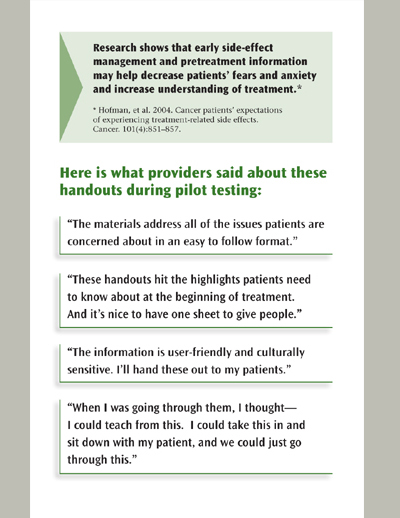 Research shows that early side-effect
management and pretreatment information
may help decrease patients’ fears and anxiety
and increase understanding of treatment.*
* Hofman, et al. 2004. Cancer patients’ expectations
of experiencing treatment-related side effects.
Cancer. 101(4):851–857.
Here is what providers said about these
handouts during pilot testing:
“The materials address all of the issues patients are
concerned about in an easy to follow format.”
“These handouts hit the highlights patients need
to know about at the beginning of treatment.
And it’s nice to have one sheet to give people.”
“The information is user-friendly and culturally
sensitive. I’ll hand these out to my patients.”
“When I was going through them, I thought—
I could teach from this.  I could take this in and
sit down with my patient, and we could just go
through this.”